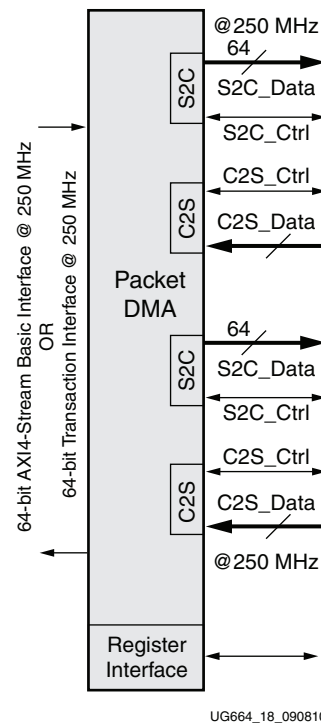 @250 MHz
64
S2C
S2C_Data
S2C_Ctrl
C2S_Ctrl
C2S
C2S_Data
64-bit AXI4-Stream Basic Interface @ 250 MHz
OR
64-bit Transaction Interface @ 250 MHz
Packet
DMA
64
S2C
S2C_Data
S2C_Ctrl
C2S_Ctrl
C2S
C2S_Data
@250 MHz
Register
Interface
UG664_18_090810